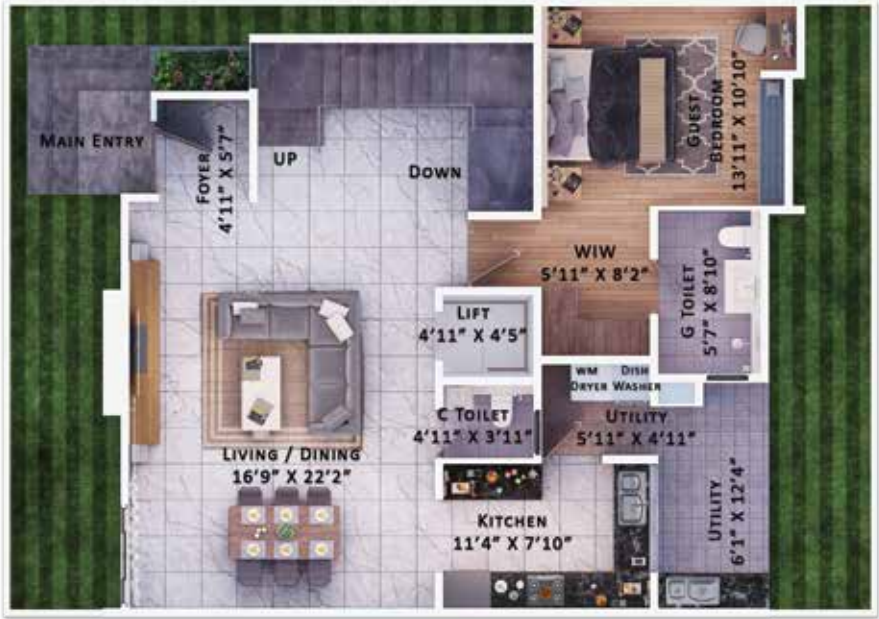 MAIN ENTRY
FOYER
4'11" X 5'7"
UP
DOWN
GUEST
BEDROOM
13'11" X 10'10"
WIW
5'11" X 8'2"
G TOILET
5'7" X 8'10"
LIFT
4'11" X 4'5"
WM DISH
DRYER WASHER
C TOILET
4'11" X 3'11"
UTILITY
5'11" X 4'11"
LIVING / DINING
16'9" X 22'2"
KITCHEN
11'4" X 7'10"
UTILITY
6'1" X 12'4"